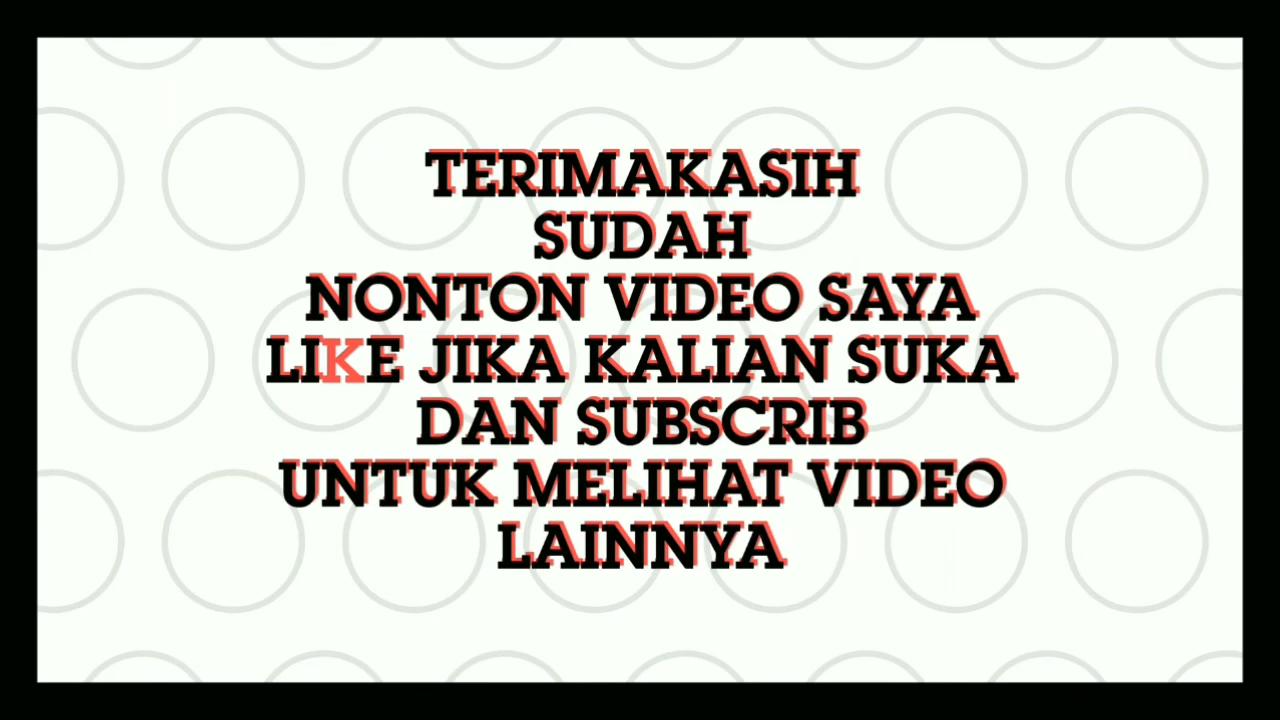 TERIMAKASIH
SUDAH
NONTON VIDEO SAYA
LIKE JIKA KALIAN SUKA
DAN SUBSCRIB
UNTUK MELIHAT VIDEO
LAINNYA